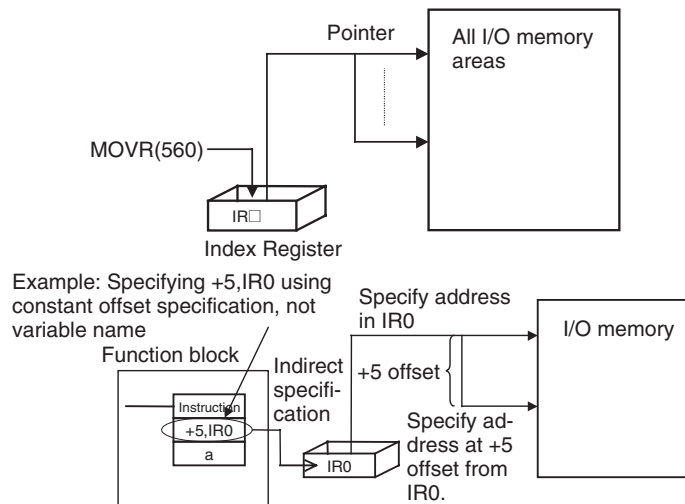 Pointer
All I/O memory
areas
MOVR(560)
IR□
Index Register
Example: Specifying +5,IR0 using
constant offset specification, not
variable name
Function block
Instruction
+5,IR0
a
Indirect
specifi-
cation
IR0
Specify address
in IR0
+5 offset
Specify ad-
dress at +5
offset from
IR0.
I/O memory